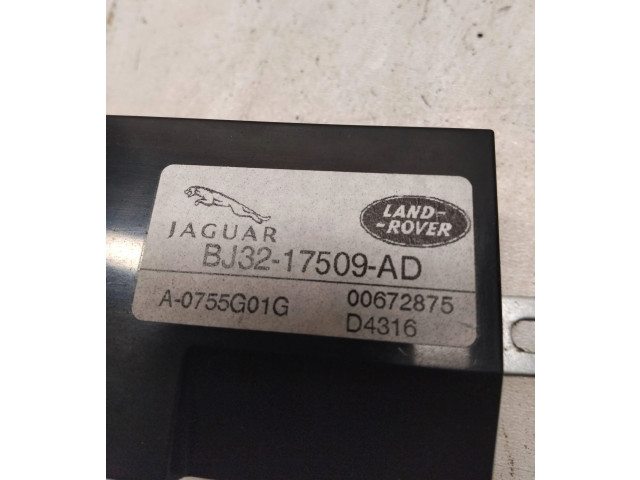 JAGUAR
LAND-
-ROVER
BJ32-17509-AD
A-0755G01G 00672875
D4316